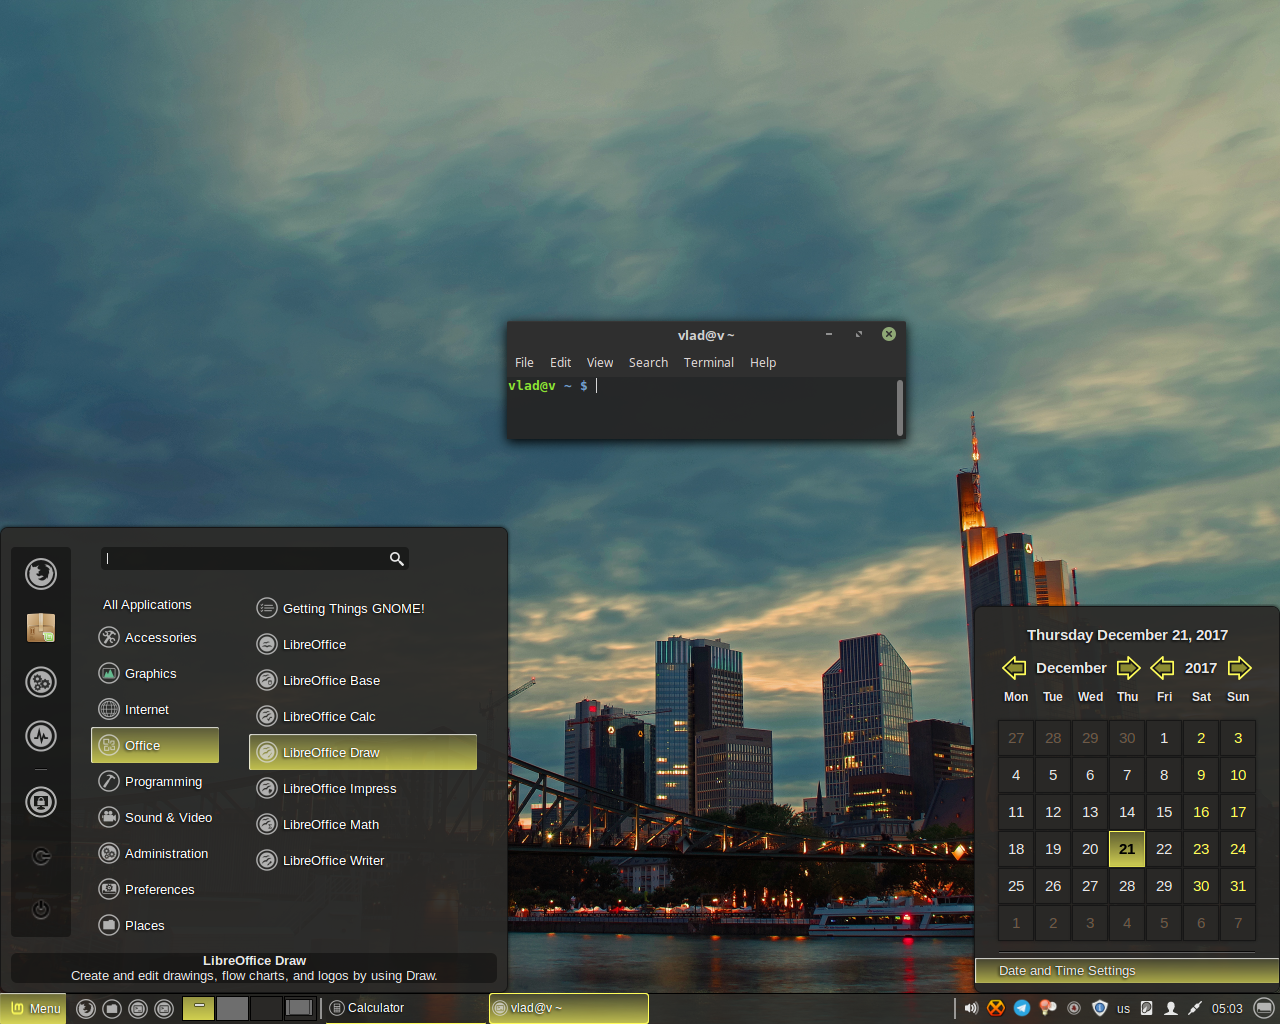 vlad@v ~
File Edit View Search Terminal Help
vlad@v ~ $
All Applications
Accessories
Graphics
Internet
Office
Programming
Sound & Video
Administration
Preferences
Places
Getting Things GNOME!
LibreOffice
LibreOffice Base
LibreOffice Calc
LibreOffice Draw
LibreOffice Impress
LibreOffice Math
LibreOffice Writer
LibreOffice Draw
Create and edit drawings, flow charts, and logos by using Draw.
Thursday December 21, 2017
December 2017
Mon Tue Wed Thu Fri Sat Sun
27 28 29 30 1 2 3
4 5 6 7 8 9 10
11 12 13 14 15 16 17
18 19 20 21 22 23 24
25 26 27 28 29 30 31
1 2 3 4 5 6 7
Date and Time Settings
Menu Calculator vlad@v ~ us 05:03